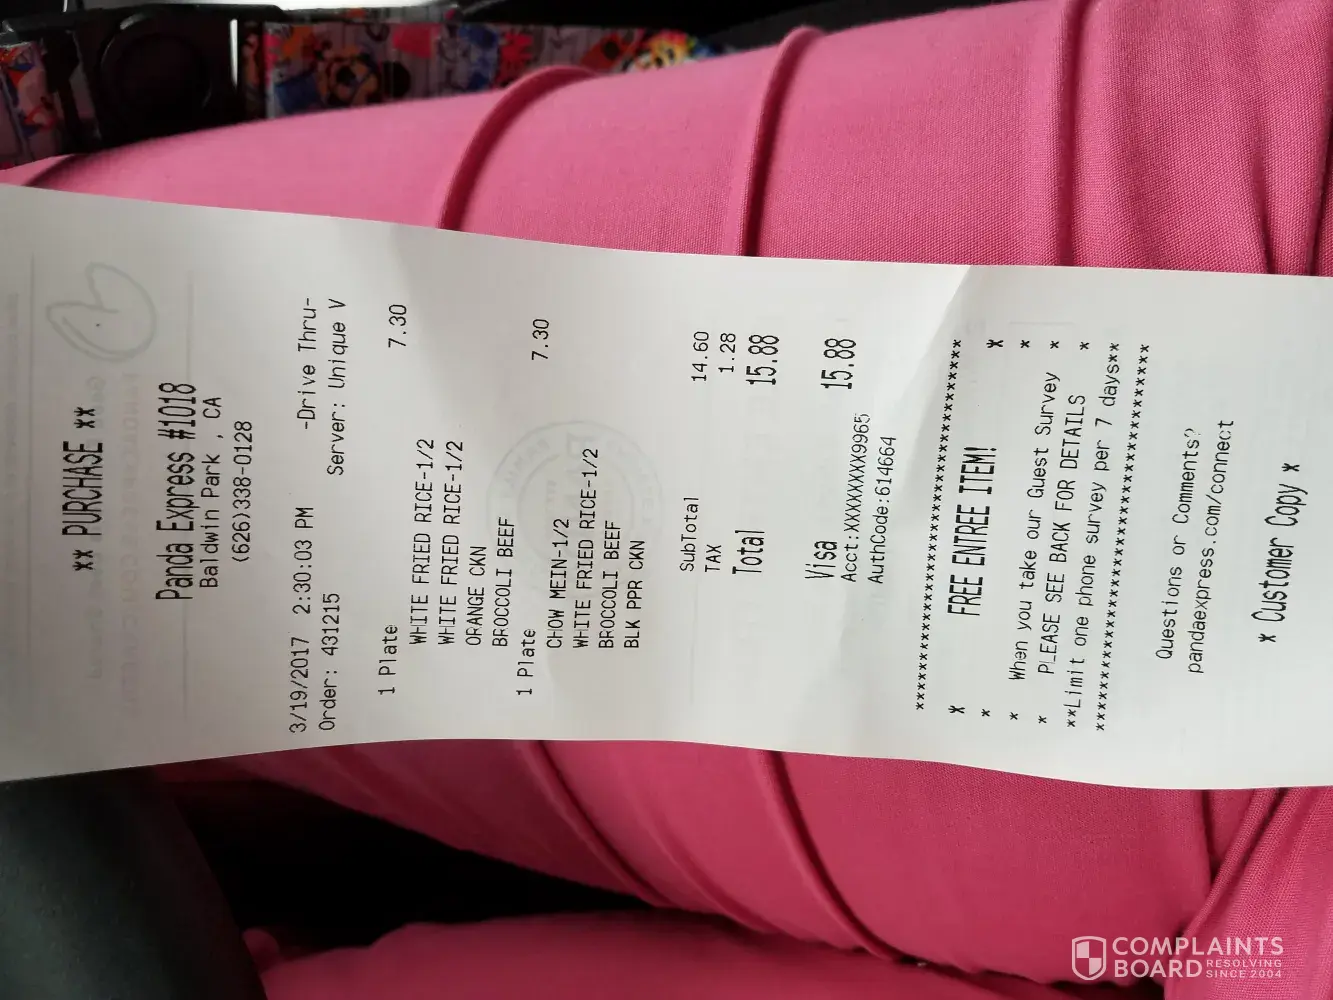 ** PURCHASE **
Panda Express #1018
Baldwin Park , CA
(626)338-0128
3/19/2017 2:30:03 PM -Drive Thru-
Order: 431215 Server: Unique V
1 Plate 7.30
WHITE FRIED RICE-1/2
WHITE FRIED RICE-1/2
ORANGE CKN
BROCCOLI BEEF
1 Plate 7.30
CHOW MEIN-1/2
WHITE FRIED RICE-1/2
BROCCOLI BEEF
BLK PPR CKN
SubTotal 14.60
TAX 1.28
Total 15.88
Visa 15.88
Acct:XXXXXXXX9965
AuthCode:614664
****************************************
* FREE ENTREE ITEM! *
* *
* When you take our Guest Survey *
* PLEASE SEE BACK FOR DETAILS *
**Limit one phone survey per 7 days**
****************************************
Questions or Comments?
pandaexpress.com/connect
* Customer Copy *
COMPLAINTS
BOARD RESOLVING
SINCE 2004